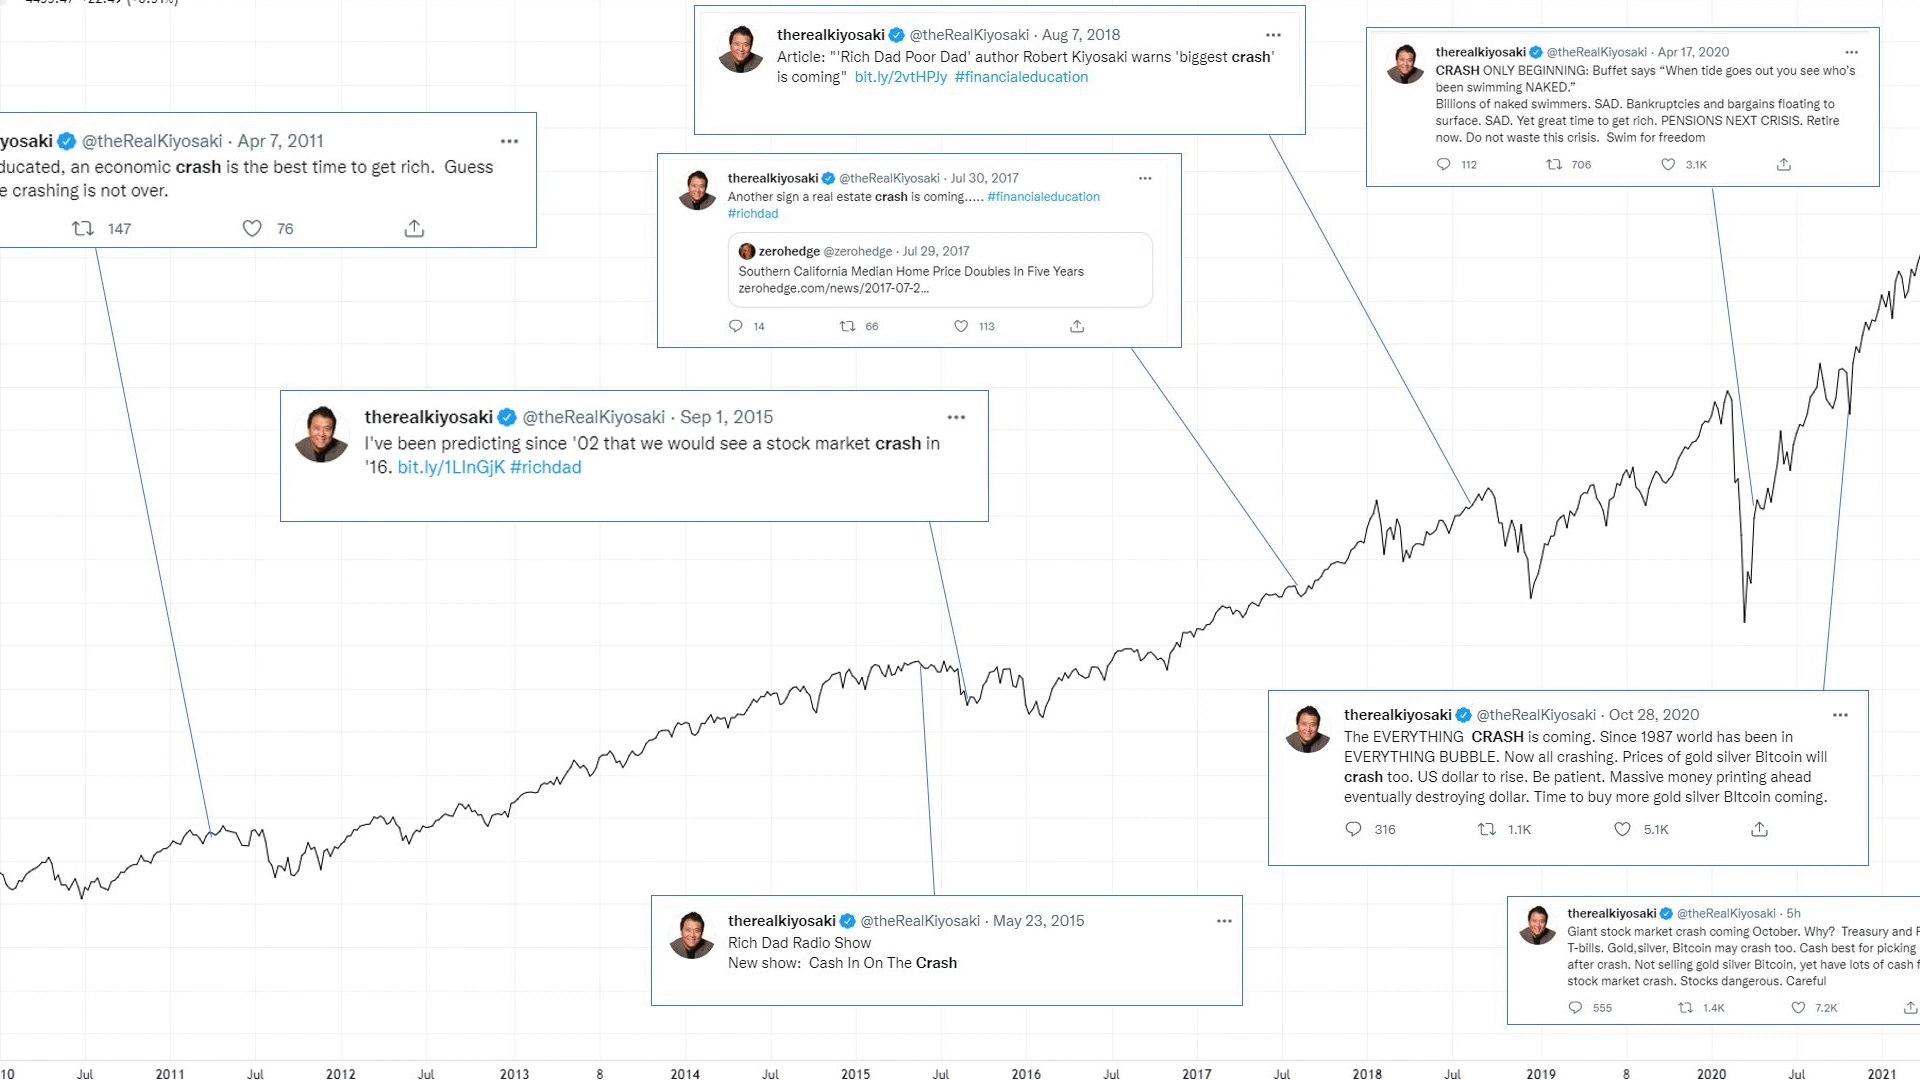 therealkiyosaki @theRealKiyosaki · Aug 7, 2018
Article: "'Rich Dad Poor Dad' author Robert Kiyosaki warns 'biggest crash'
is coming" bit.ly/2vtHPJy #financialeducation
therealkiyosaki @theRealKiyosaki · Apr 17, 2020
CRASH ONLY BEGINNING: Buffet says “When tide goes out you see who’s
been swimming NAKED.”
Billions of naked swimmers. SAD. Bankruptcies and bargains floating to
surface. SAD. Yet great time to get rich. PENSIONS NEXT CRISIS. Retire
now. Do not waste this crisis. Swim for freedom
112 706 3.1K
yosaki @theRealKiyosaki · Apr 7, 2011
ducated, an economic crash is the best time to get rich. Guess
e crashing is not over.
147 76
therealkiyosaki @theRealKiyosaki · Jul 30, 2017
Another sign a real estate crash is coming..... #financialeducation
#richdad
zerohedge @zerohedge · Jul 29, 2017
Southern California Median Home Price Doubles In Five Years
zerohedge.com/news/2017-07-2...
14 66 113
therealkiyosaki @theRealKiyosaki · Sep 1, 2015
I've been predicting since '02 that we would see a stock market crash in
'16. bit.ly/1LlnGjK #richdad
therealkiyosaki @theRealKiyosaki · Oct 28, 2020
The EVERYTHING CRASH is coming. Since 1987 world has been in
EVERYTHING BUBBLE. Now all crashing. Prices of gold silver Bitcoin will
crash too. US dollar to rise. Be patient. Massive money printing ahead
eventually destroying dollar. Time to buy more gold silver BItcoin coming.
316 1.1K 5.1K
therealkiyosaki @theRealKiyosaki · May 23, 2015
Rich Dad Radio Show
New show: Cash In On The Crash
therealkiyosaki @theRealKiyosaki · 5h
Giant stock market crash coming October. Why? Treasury and F
T-bills. Gold,silver, Bitcoin may crash too. Cash best for picking
after crash. Not selling gold silver Bitcoin, yet have lots of cash f
stock market crash. Stocks dangerous. Careful
555 1.4K 7.2K
10 Jul 2011 Jul 2012 Jul 2013 8 2014 Jul 2015 Jul 2016 Jul 2017 Jul 2018 Jul 2019 8 2020 Jul 2021